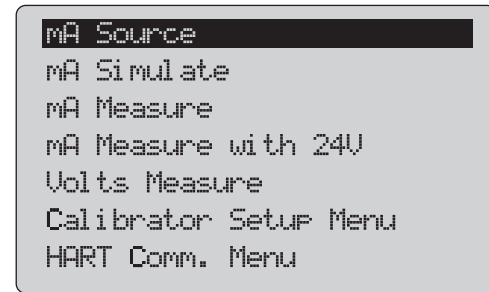 mA Source
mA Simulate
mA Measure
mA Measure with 24V
Volts Measure
Calibrator Setup Menu
HART Comm. Menu